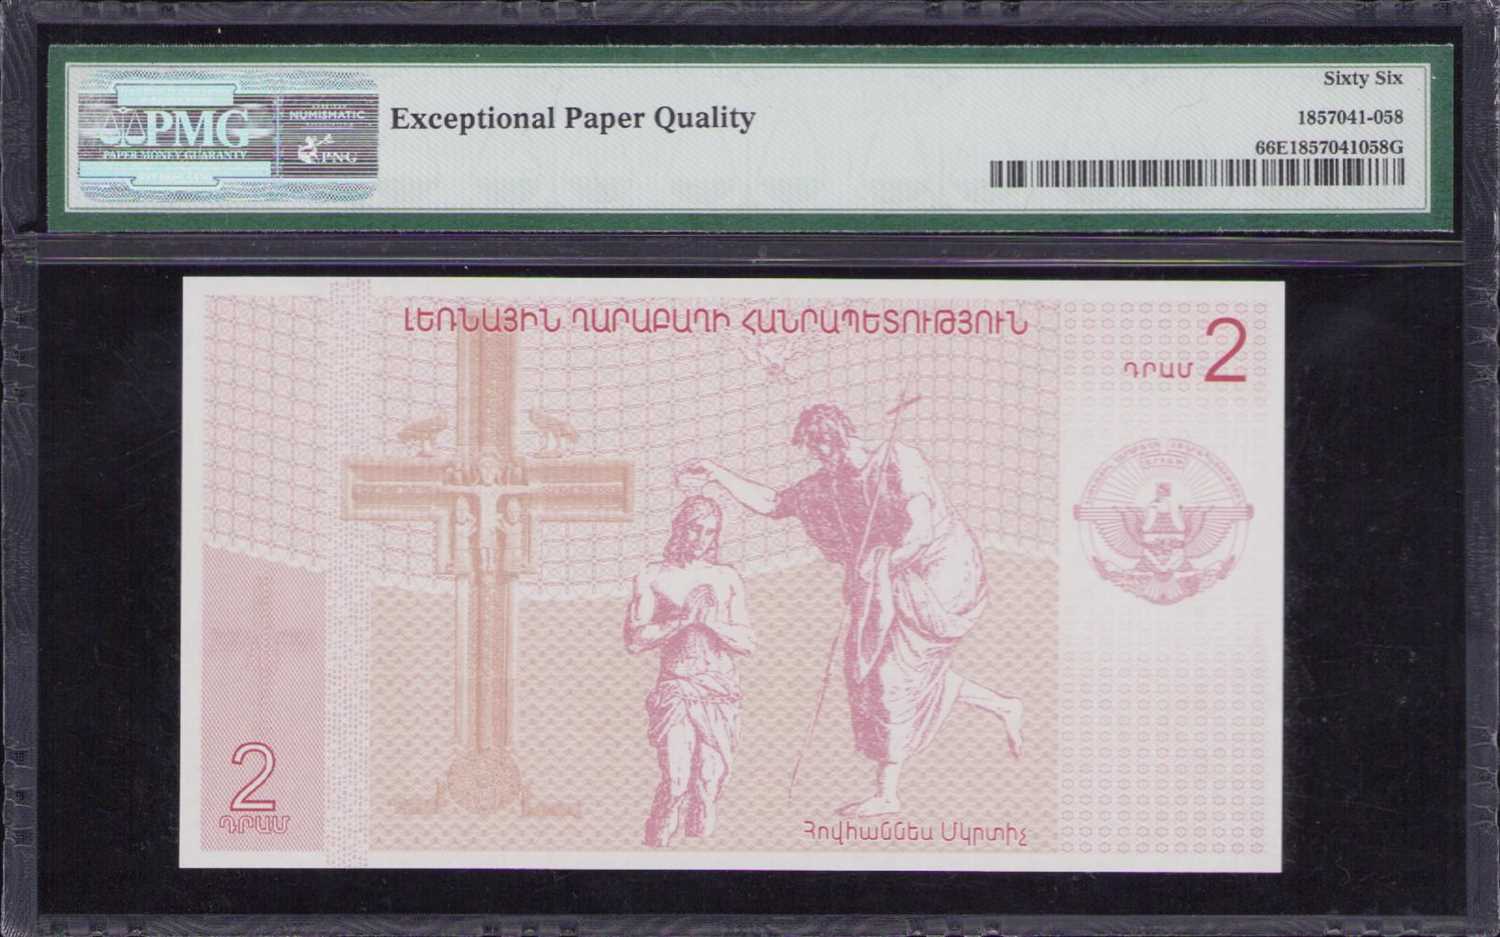 Sixty Six
1857041-058
66E1857041058G
PMG
PAPER MONEY GUARANTY
NUMISMATIC
PNG
Exceptional Paper Quality
ԼԵՌՆԱՅԻՆ ՂԱՐԱԲԱՂԻ ՀԱՆՐԱՊԵՏՈՒԹՅՈՒՆ
ԴՐԱՄ 2
2
ԴՐԱՄ
Հովհաննես Մկրտիչ